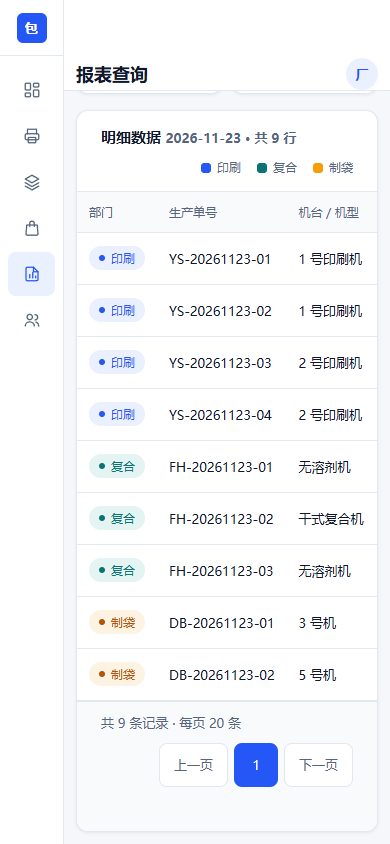 包
报表查询
厂
明细数据 2026-11-23 • 共 9 行
印刷 复合 制袋
部门 生产单号 机台 / 机型
印刷 YS-20261123-01 1 号印刷机
印刷 YS-20261123-02 1 号印刷机
印刷 YS-20261123-03 2 号印刷机
印刷 YS-20261123-04 2 号印刷机
复合 FH-20261123-01 无溶剂机
复合 FH-20261123-02 干式复合机
复合 FH-20261123-03 无溶剂机
制袋 DB-20261123-01 3 号机
制袋 DB-20261123-02 5 号机
共 9 条记录 · 每页 20 条
上一页 1 下一页